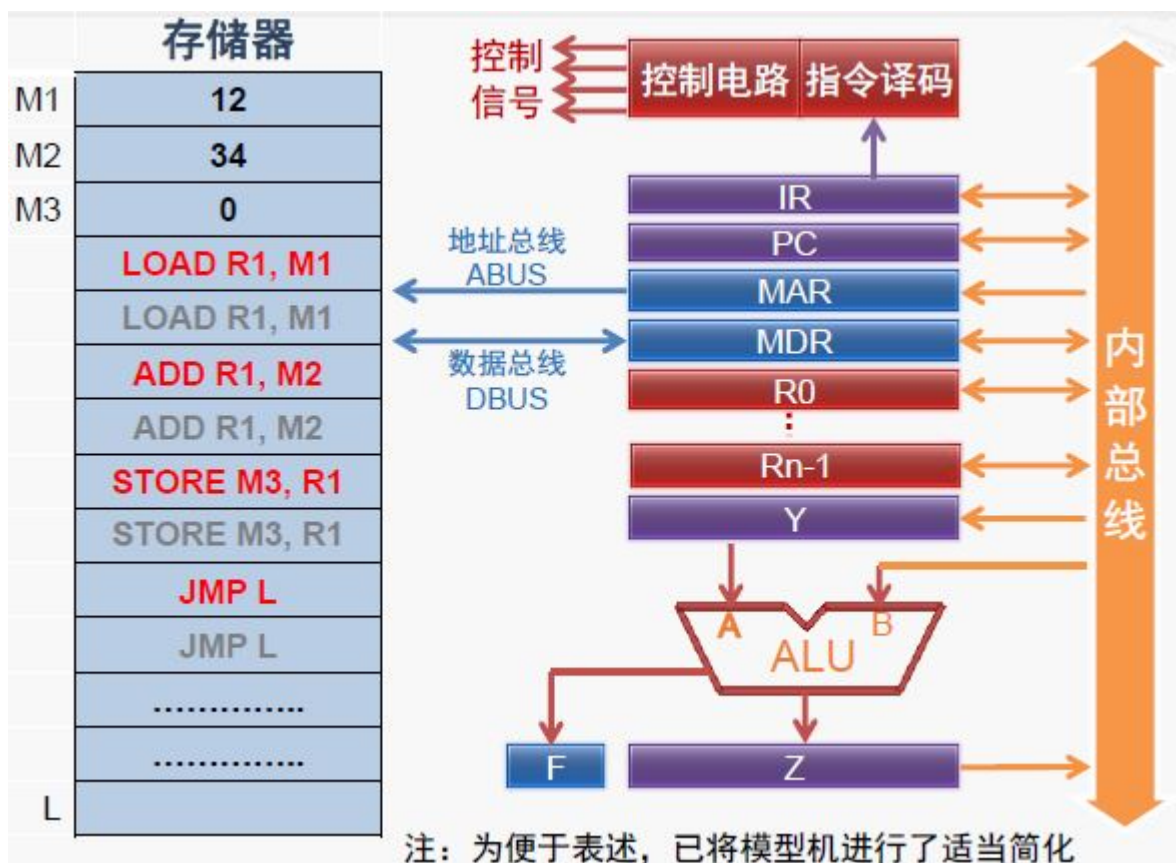 存储器
M1
12
M2
34
M3
0
LOAD R1, M1
LOAD R1, M1
ADD R1, M2
ADD R1, M2
STORE M3, R1
STORE M3, R1
JMP L
JMP L
..............
..............
L
控制
信号
控制电路
指令译码
IR
PC
地址总线
ABUS
MAR
MDR
数据总线
DBUS
R0
⋮
Rn-1
Y
A
B
ALU
F
Z
内部总线
注：为便于表述，已将模型机进行了适当简化